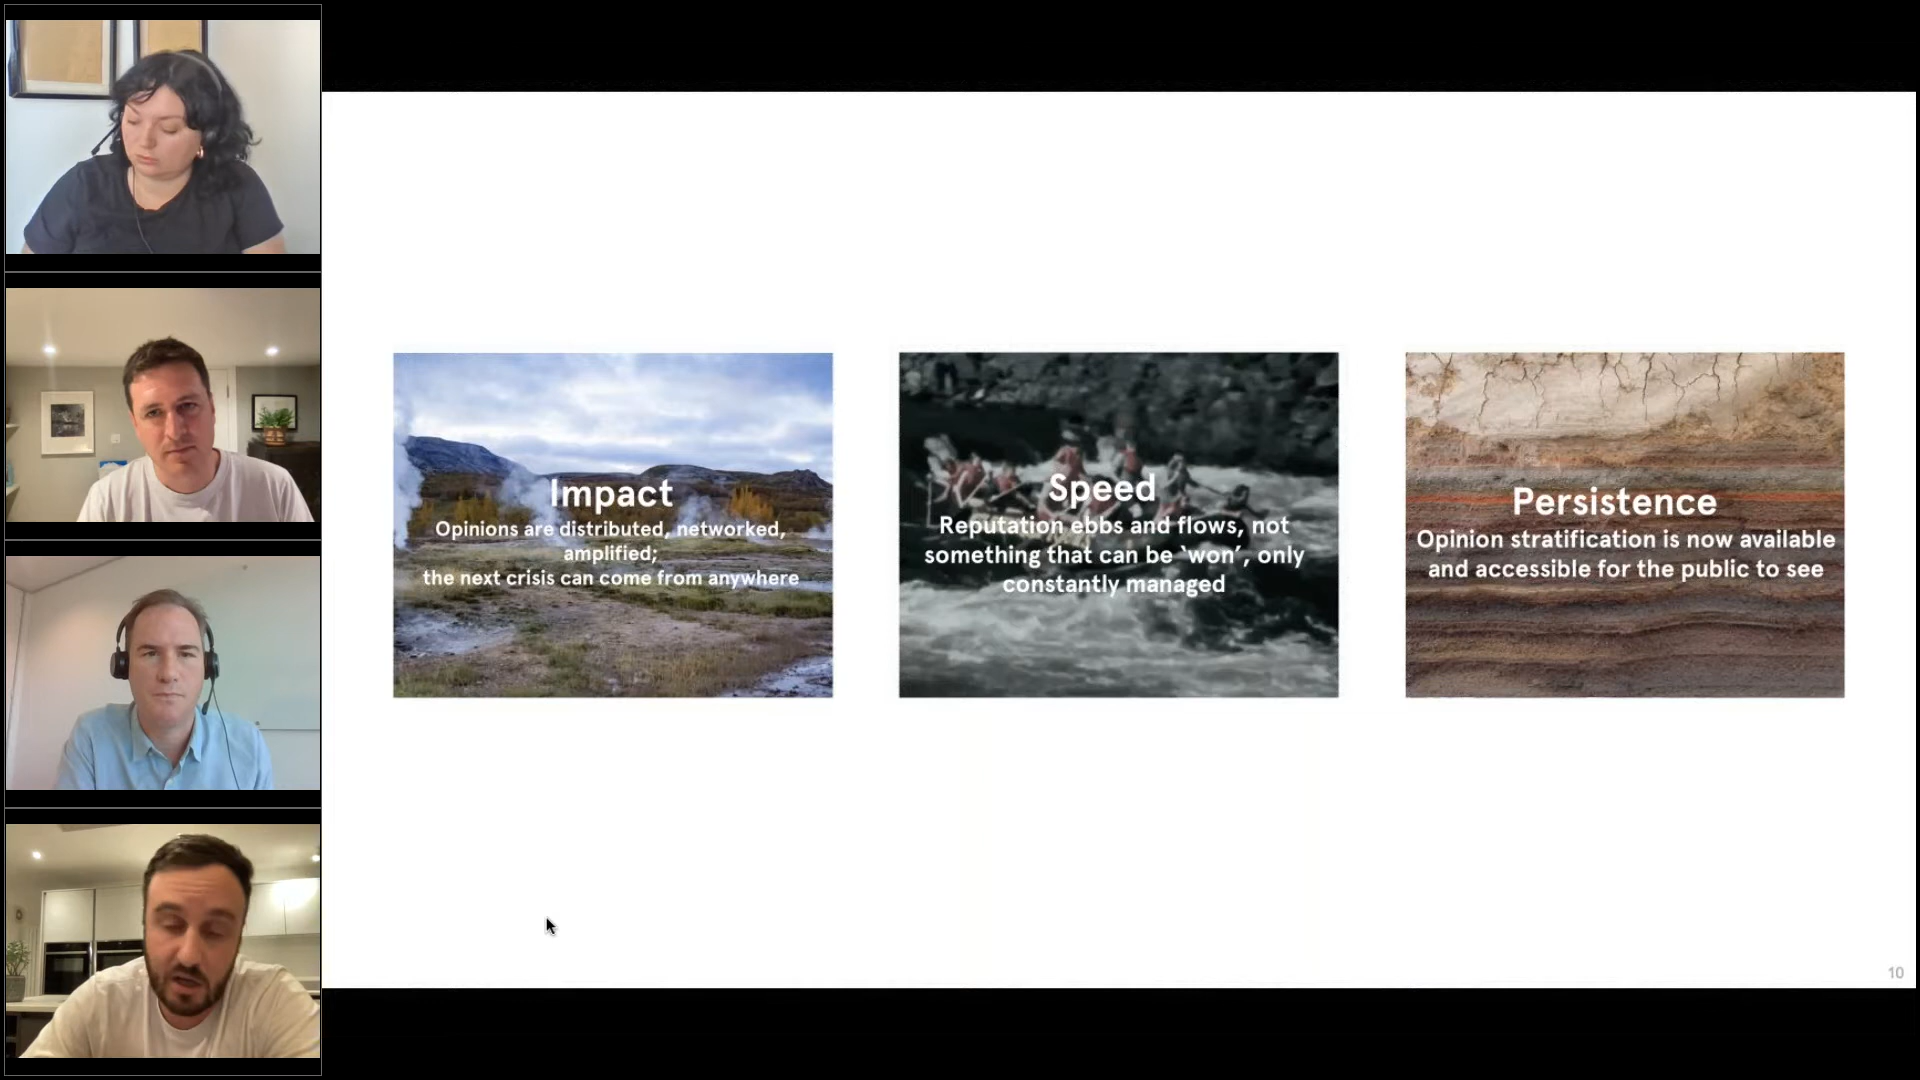 Impact
Opinions are distributed, networked,
amplified;
the next crisis can come from anywhere
Speed
Reputation ebbs and flows, not
something that can be ‘won’, only
constantly managed
Persistence
Opinion stratification is now available
and accessible for the public to see
10